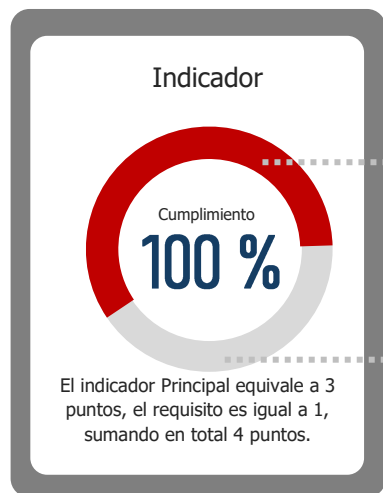 Indicador
Cumplimiento
100 %
El indicador Principal equivale a 3
puntos, el requisito es igual a 1,
sumando en total 4 puntos.